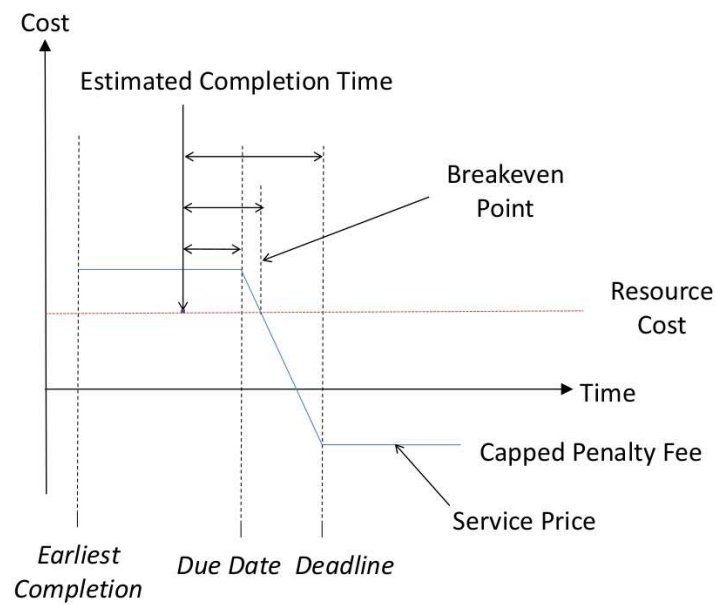 Cost
Estimated Completion Time
Breakeven
Point
Resource
Cost
Time
Capped Penalty Fee
Service Price
Earliest
Completion
Due Date
Deadline